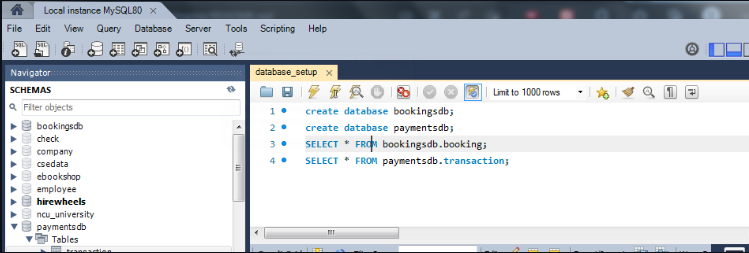 Local instance MySQL80
File Edit View Query Database Server Tools Scripting Help
Navigator
SCHEMAS
Filter objects
bookingsdb
check
company
csedata
ebookshop
employee
hirewheels
ncu_university
paymentsdb
Tables
transaction
database_setup
Limit to 1000 rows
1 create database bookingsdb;
2 create database paymentsdb;
3 SELECT * FROM bookingsdb.booking;
4 SELECT * FROM paymentsdb.transaction;